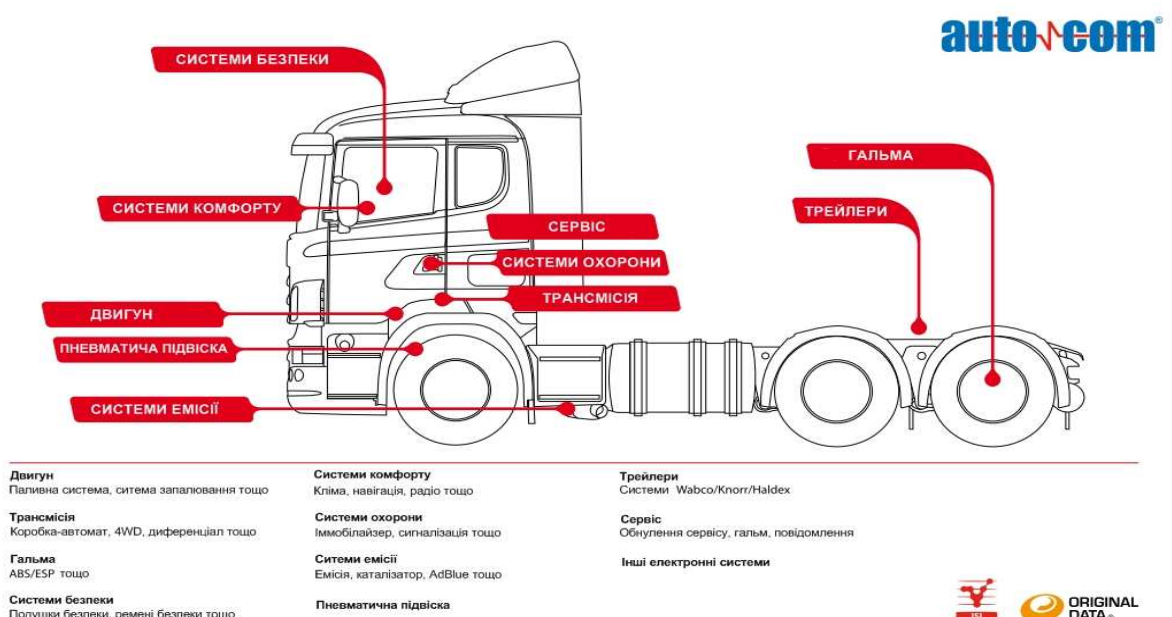 auto com®
СИСТЕМИ БЕЗПЕКИ
ГАЛЬМА
СИСТЕМИ КОМФОРТУ
ТРЕЙЛЕРИ
СЕРВІС
СИСТЕМИ ОХОРОНИ
ТРАНСМІСІЯ
ДВИГУН
ПНЕВМАТИЧА ПІДВІСКА
СИСТЕМИ ЕМІСІЇ
Двигун
Паливна система, ситема запалювання тощо
Трансмісія
Коробка-автомат, 4WD, диференціал тощо
Гальма
ABS/ESP тощо
Системи безпеки
Подушки безпеки, ремені безпеки тощо
Системи комфорту
Кліма, навігація, радіо тощо
Системи охорони
Іммобілайзер, сигналізація тощо
Ситеми емісії
Емісія, каталізатор, AdBlue тощо
Пневматична підвіска
Трейлери
Системи Wabco/Knorr/Haldex
Сервіс
Обнулення сервісу, гальм, повідомлення
Інші електронні системи
ISI
ORIGINAL
DATA